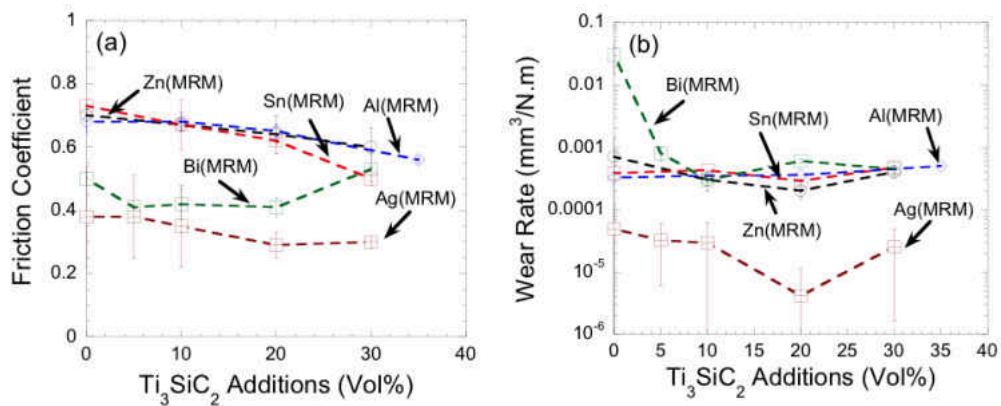 (a)
1
0.8
0.6
0.4
0.2
0
Friction Coefficient
Zn(MRM)
Sn(MRM)
Al(MRM)
Bi(MRM)
Ag(MRM)
0 10 20 30 40
Ti₃SiC₂ Additions (Vol%)
(b)
0.1
0.01
0.001
0.0001
10⁻⁵
10⁻⁶
Wear Rate (mm³/N.m)
Bi(MRM)
Sn(MRM)
Al(MRM)
Zn(MRM)
Ag(MRM)
0 5 10 15 20 25 30 35 40
Ti₃SiC₂ Additions (Vol%)